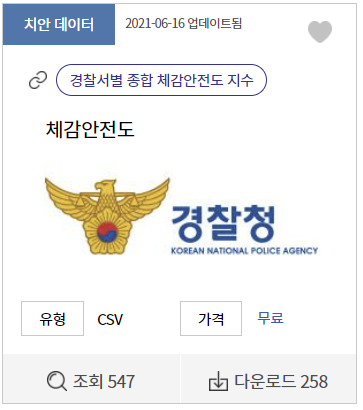 치안 데이터
2021-06-16 업데이트됨
경찰서별 종합 체감안전도 지수
체감안전도
경찰청
KOREAN NATIONAL POLICE AGENCY
유형 CSV 가격 무료
조회 547 다운로드 258